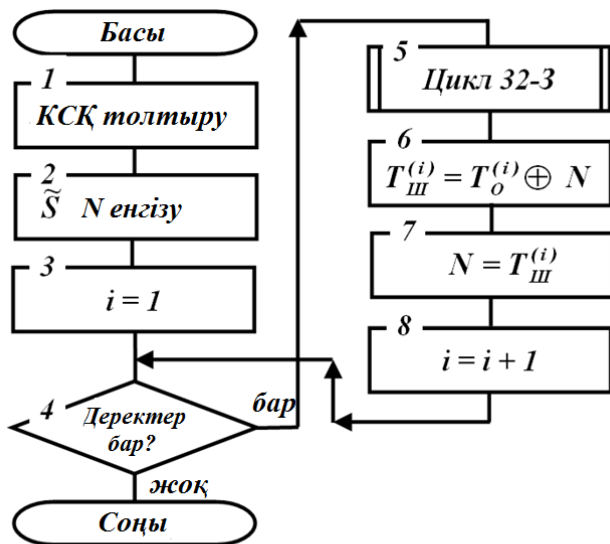 Басы
1
КСҚ толтыру
2
S̃ N енгізу
3
i = 1
4
Деректер
бар?
бар
жоқ
Соңы
5
Цикл 32-З
6
T_Ш^(i) = T_О^(i) ⊕ N
7
N = T_Ш^(i)
8
i = i + 1